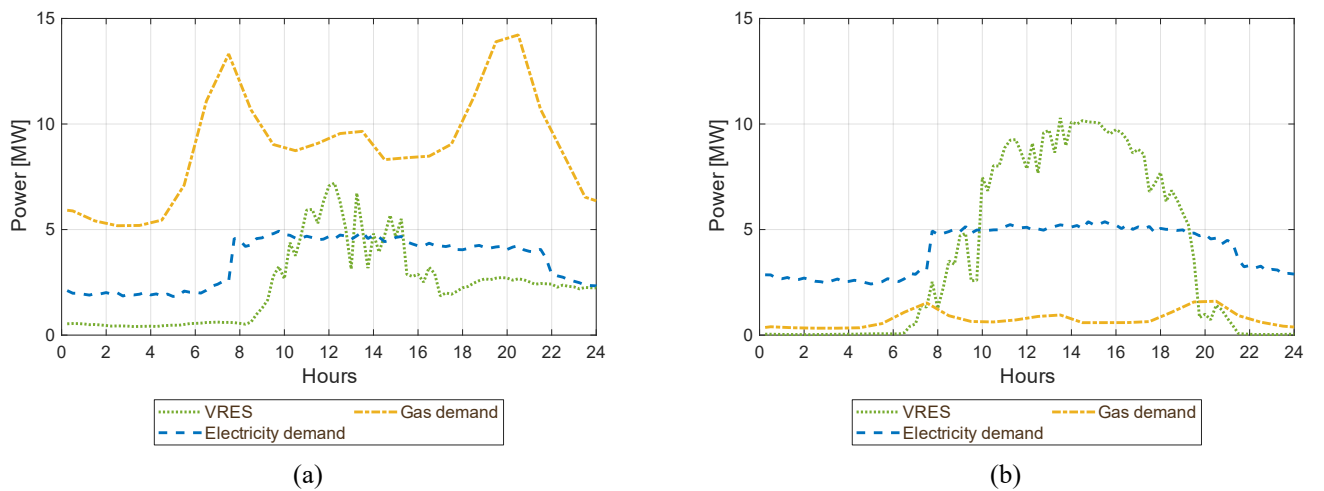 15
10
5
0
Power [MW]
0 2 4 6 8 10 12 14 16 18 20 22 24
Hours
VRES
Gas demand
Electricity demand
(a)
15
10
5
0
Power [MW]
0 2 4 6 8 10 12 14 16 18 20 22 24
Hours
VRES
Gas demand
Electricity demand
(b)